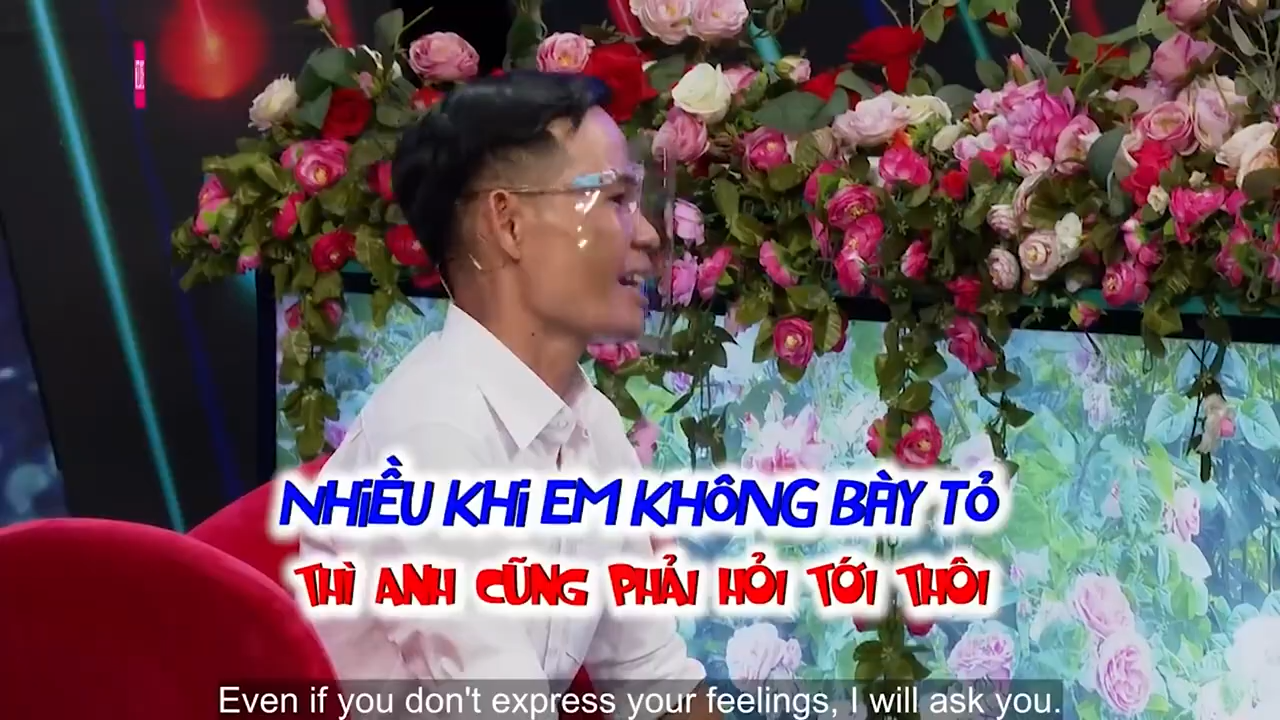 NHIỀU KHI EM KHÔNG BÀY TỎ
THÌ ANH CŨNG PHẢI HỎI TỚI THÔI
Even if you don't express your feelings, I will ask you.